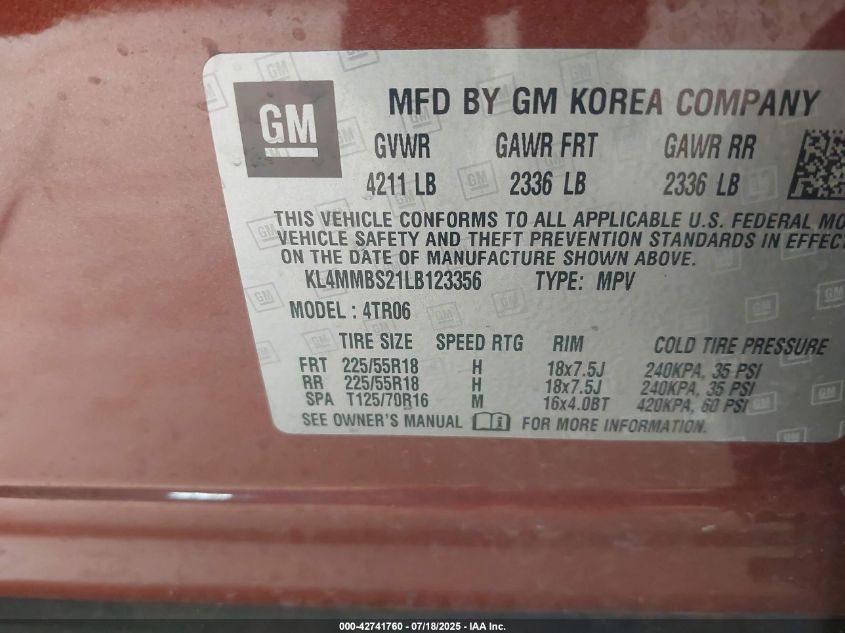 GM
MFD BY GM KOREA COMPANY
GVWR GAWR FRT GAWR RR
4211 LB 2336 LB 2336 LB
THIS VEHICLE CONFORMS TO ALL APPLICABLE U.S. FEDERAL MO
VEHICLE SAFETY AND THEFT PREVENTION STANDARDS IN EFFEC
ON THE DATE OF MANUFACTURE SHOWN ABOVE.
KL4MMBS21LB123356 TYPE: MPV
MODEL : 4TR06
TIRE SIZE SPEED RTG RIM COLD TIRE PRESSURE
FRT 225/55R18 H 18x7.5J 240KPA, 35 PSI
RR 225/55R18 H 18x7.5J 240KPA, 35 PSI
SPA T125/70R16 M 16x4.0BT 420KPA, 60 PSI
SEE OWNER'S MANUAL FOR MORE INFORMATION.
000-42741760 - 07/18/2025 - IAA Inc.